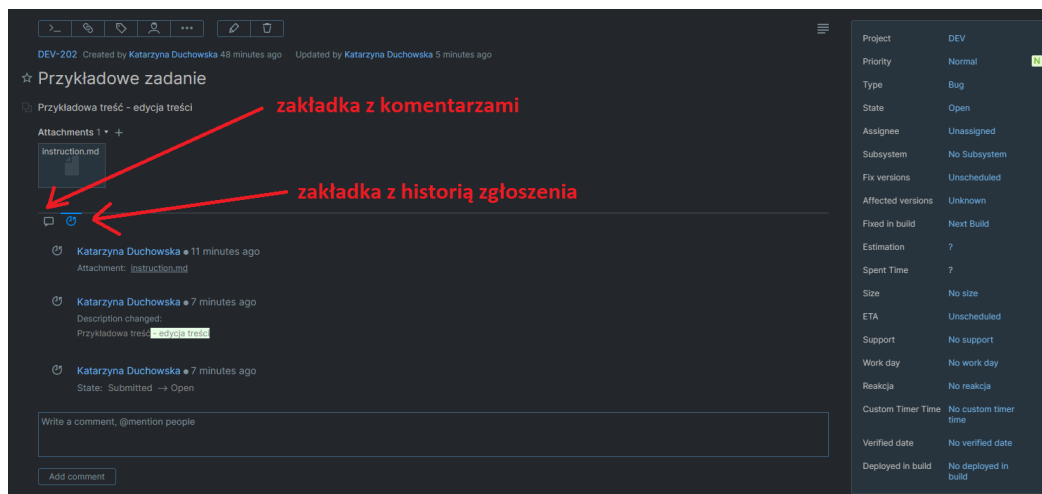 DEV-202 Created by Katarzyna Duchowska 48 minutes ago Updated by Katarzyna Duchowska 5 minutes ago
Przykładowe zadanie
Przykładowa treść - edycja treści
zakładka z komentarzami
Attachments 1 +
instruction.md
zakładka z historią zgłoszenia
Katarzyna Duchowska • 11 minutes ago
Attachment: instruction.md
Katarzyna Duchowska • 7 minutes ago
Description changed:
Przykładowa treść - edycja treści
Katarzyna Duchowska • 7 minutes ago
State: Submitted → Open
Write a comment, @mention people
Add comment
Project DEV
Priority Normal N
Type Bug
State Open
Assignee Unassigned
Subsystem No Subsystem
Fix versions Unscheduled
Affected versions Unknown
Fixed in build Next Build
Estimation ?
Spent Time ?
Size No size
ETA Unscheduled
Support No support
Work day No work day
Reakcja No reakcja
Custom Timer Time No custom timer
time
Verified date No verified date
Deployed in build No deployed in
build